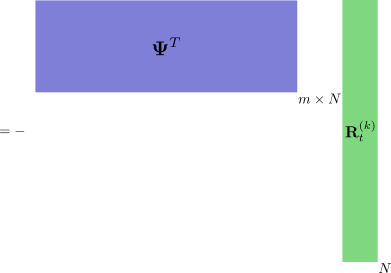 Ψ^T
m × N
= −
R_t^{(k)}
N